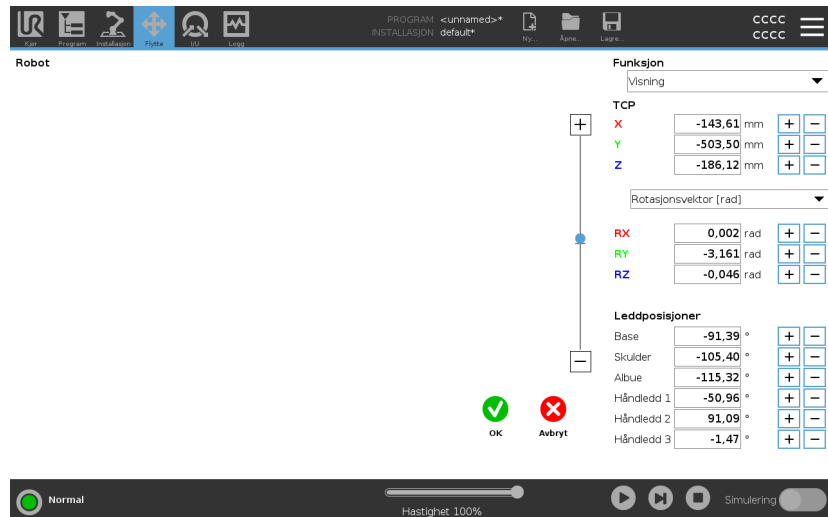 UR
Kjør
Program
Installasjon
Flytte
I/U
Logg
PROGRAM <unnamed>*
INSTALLASJON default*
Ny...
Åpne...
Lagre...
cccc
cccc
Robot
Funksjon
Visning
TCP
X -143,61 mm + −
Y -503,50 mm + −
Z -186,12 mm + −
Rotasjonsvektor [rad]
RX 0,002 rad + −
RY -3,161 rad + −
RZ -0,046 rad + −
Leddposisjoner
Base -91,39 ° + −
Skulder -105,40 ° + −
Albue -115,32 ° + −
Håndledd 1 -50,96 ° + −
Håndledd 2 91,09 ° + −
Håndledd 3 -1,47 ° + −
OK
Avbryt
Normal
Hastighet 100%
Simulering